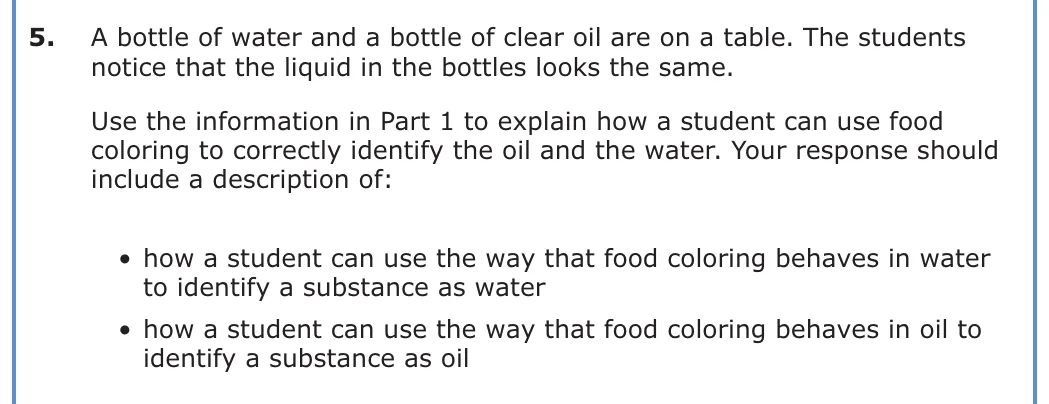 5. A bottle of water and a bottle of clear oil are on a table. The students
notice that the liquid in the bottles looks the same.
Use the information in Part 1 to explain how a student can use food
coloring to correctly identify the oil and the water. Your response should
include a description of:
• how a student can use the way that food coloring behaves in water
to identify a substance as water
• how a student can use the way that food coloring behaves in oil to
identify a substance as oil